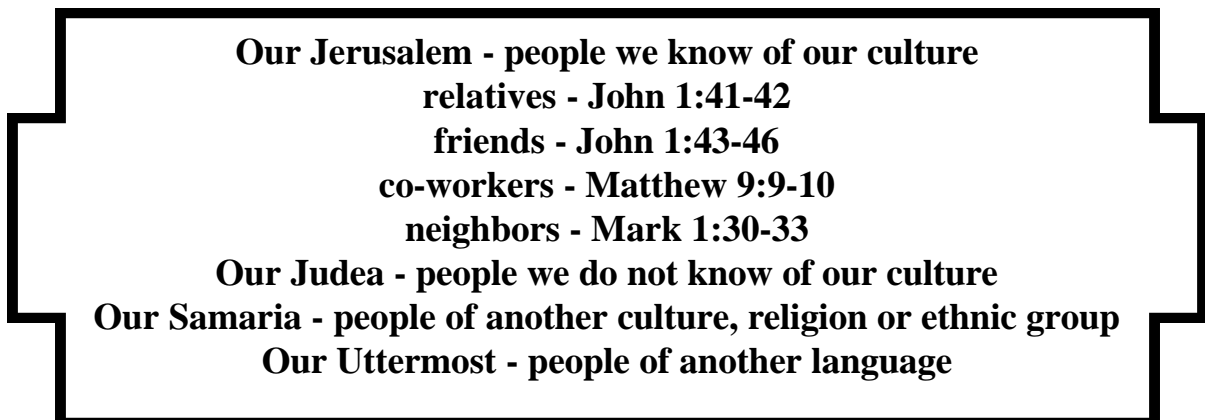 Our Jerusalem - people we know of our culture
relatives - John 1:41-42
friends - John 1:43-46
co-workers - Matthew 9:9-10
neighbors - Mark 1:30-33
Our Judea - people we do not know of our culture
Our Samaria - people of another culture, religion or ethnic group
Our Uttermost - people of another language